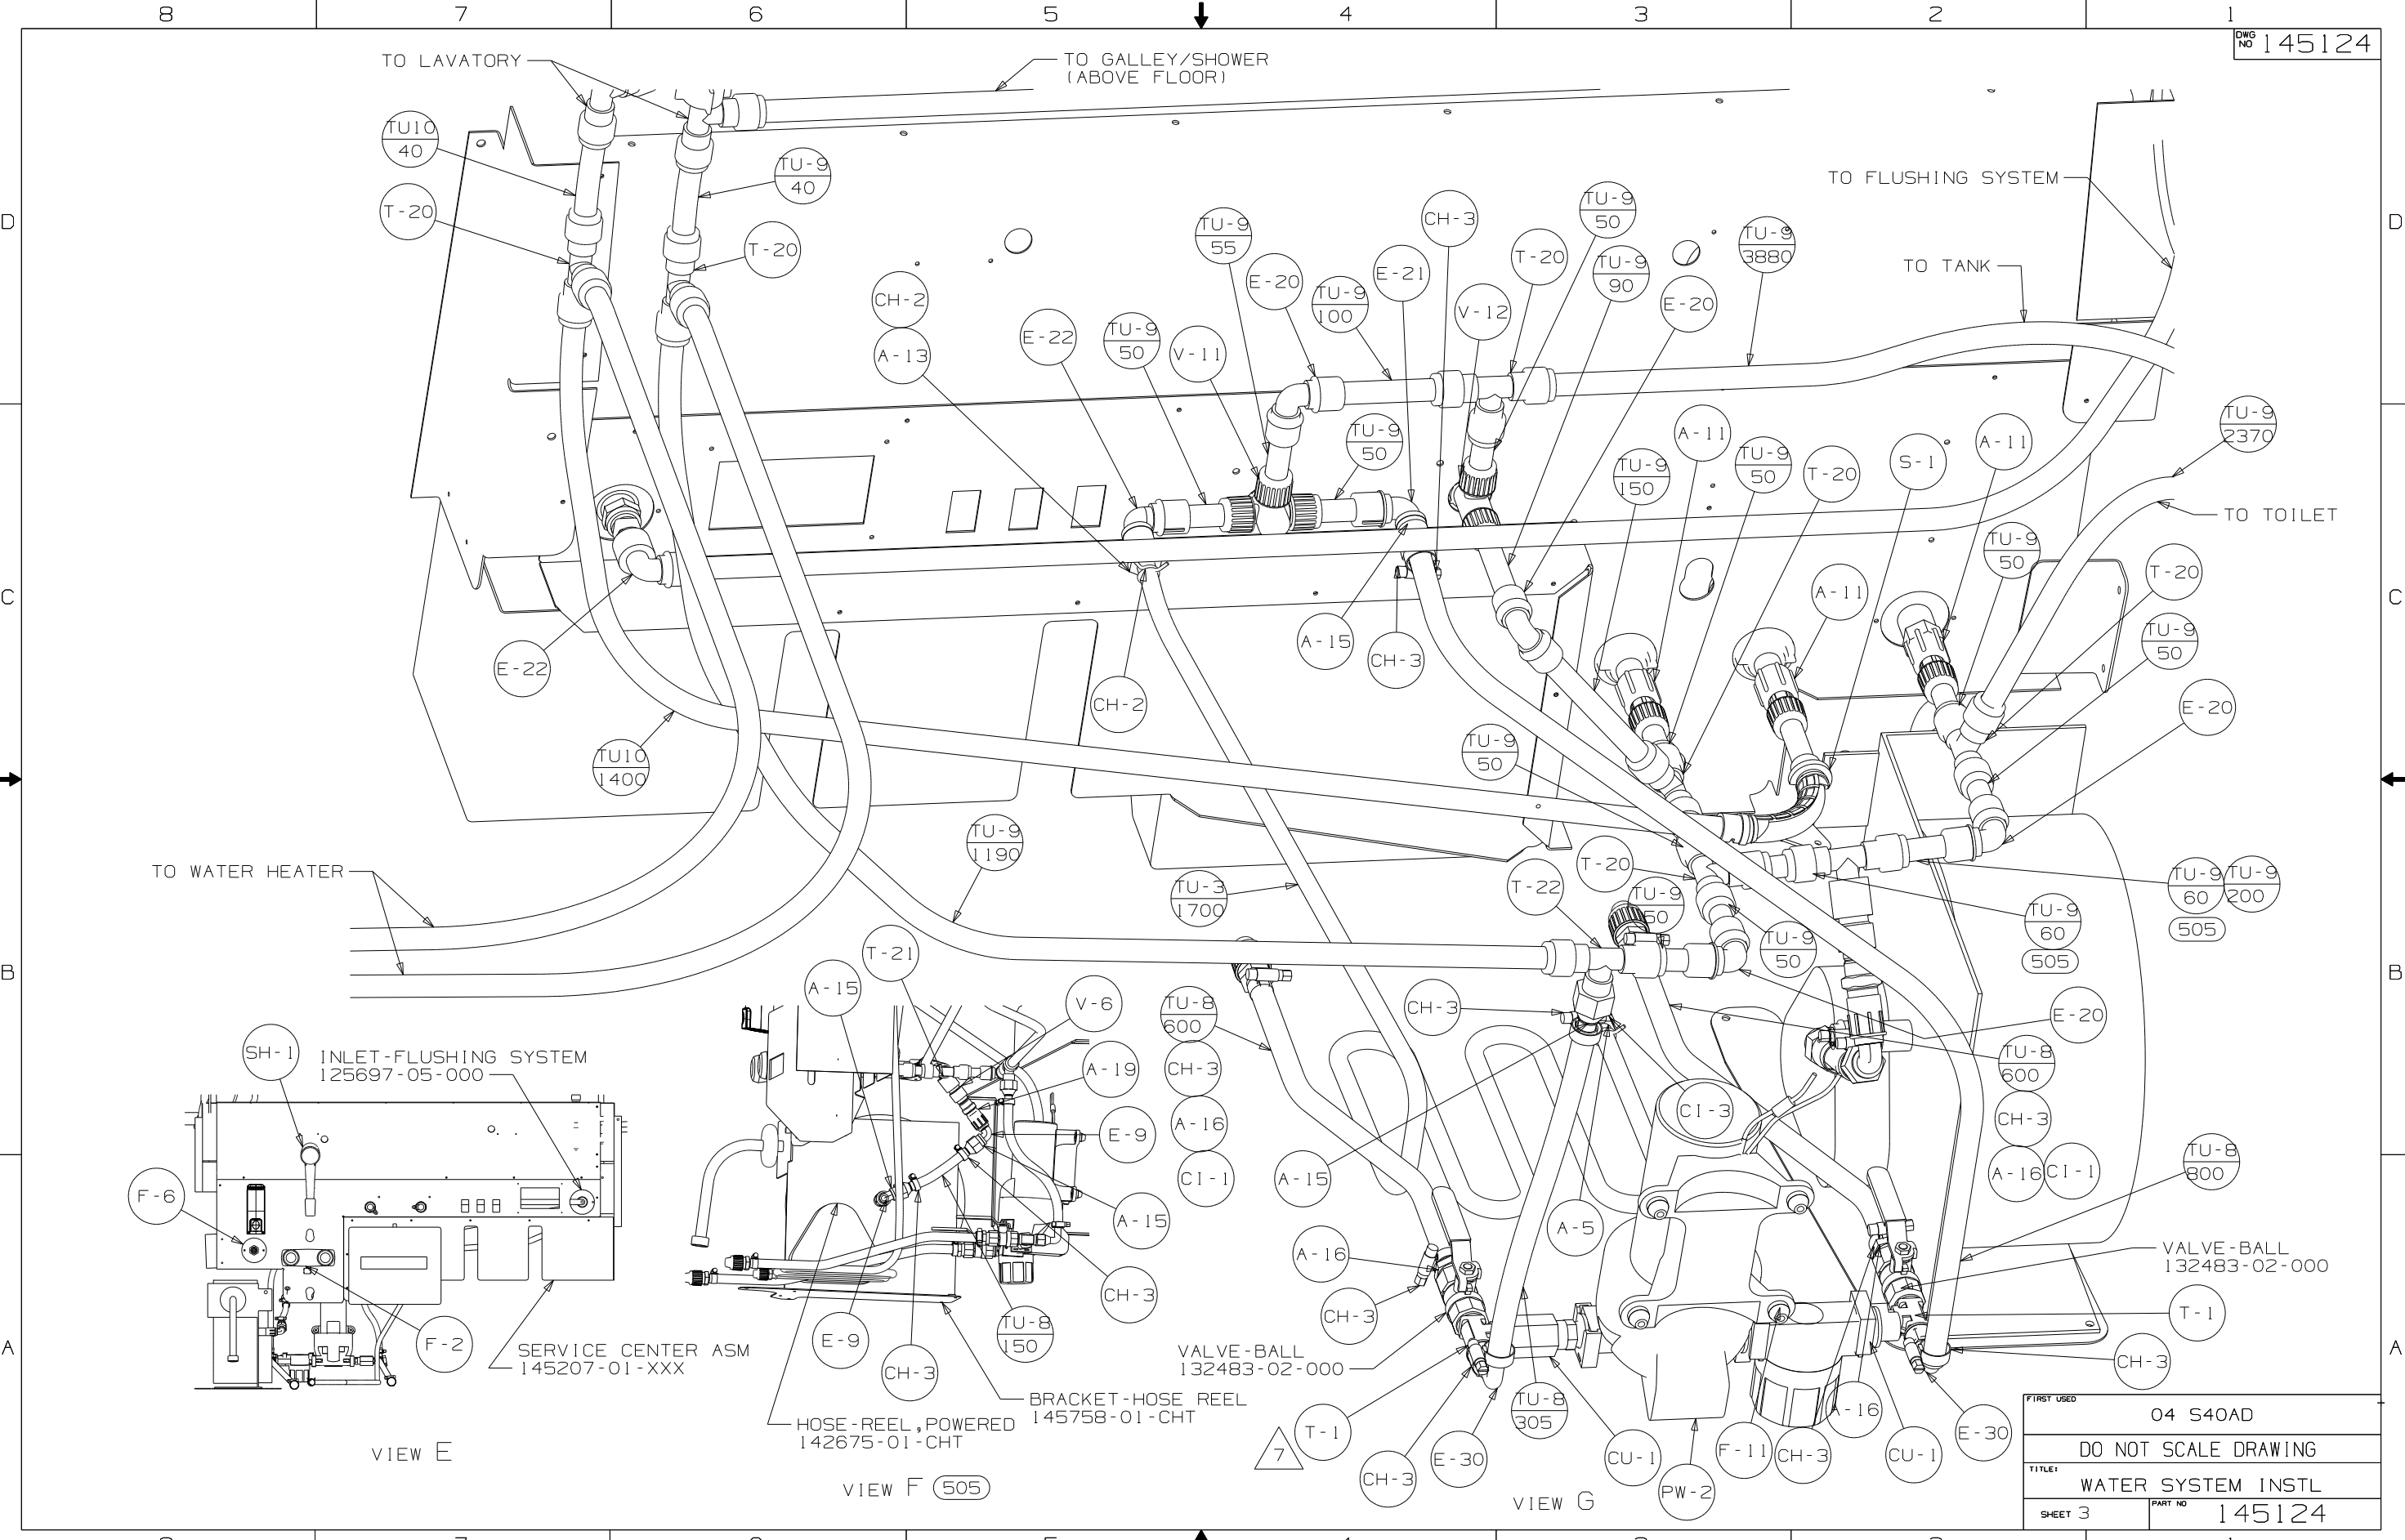 8 7 6 5 4 3 2 1
DWG NO 145124
TO LAVATORY
TO GALLEY/SHOWER
(ABOVE FLOOR)
TU10
40
TU-9
40
T-20
T-20
TO FLUSHING SYSTEM
TO TANK
D
D
TU-9
55
CH-3
TU-9
50
T-20
TU-9
3880
CH-2
A-13
E-22
TU-9
50
V-11
E-20
TU-9
100
E-21
V-12
TU-9
90
E-20
TU-9
50
A-11
TU-9
150
TU-9
50
T-20
S-1
A-11
TU-9
2370
TO TOILET
TU-9
50
T-20
C
C
E-22
CH-2
A-15
CH-3
A-11
TU-9
50
E-20
TU10
1400
TU-9
50
TO WATER HEATER
TU-9
1190
TU-3
1700
T-22
T-20
TU-9
50
TU-9
60
TU-9
200
505
TU-9
60
505
TU-9
50
B
B
T-21
A-15
V-6
TU-8
600
CH-3
A-16
CI-1
CH-3
E-20
TU-8
600
CH-3
A-16
CI-1
CI-3
A-19
E-9
SH-1
INLET-FLUSHING SYSTEM
125697-05-000
F-6
F-2
SERVICE CENTER ASM
145207-01-XXX
VIEW E
A-15
CH-3
TU-8
150
E-9
CH-3
BRACKET-HOSE REEL
145758-01-CHT
HOSE-REEL,POWERED
142675-01-CHT
VIEW F 505
A-15
A-5
TU-8
800
A-16
CH-3
VALVE-BALL
132483-02-000
VALVE-BALL
132483-02-000
T-1
CH-3
A
A
7
T-1
CH-3
E-30
TU-8
305
CU-1
PW-2
F-11
CH-3
A-16
CU-1
E-30
VIEW G
FIRST USED
04 S40AD
DO NOT SCALE DRAWING
TITLE:
WATER SYSTEM INSTL
SHEET 3
PART NO
145124